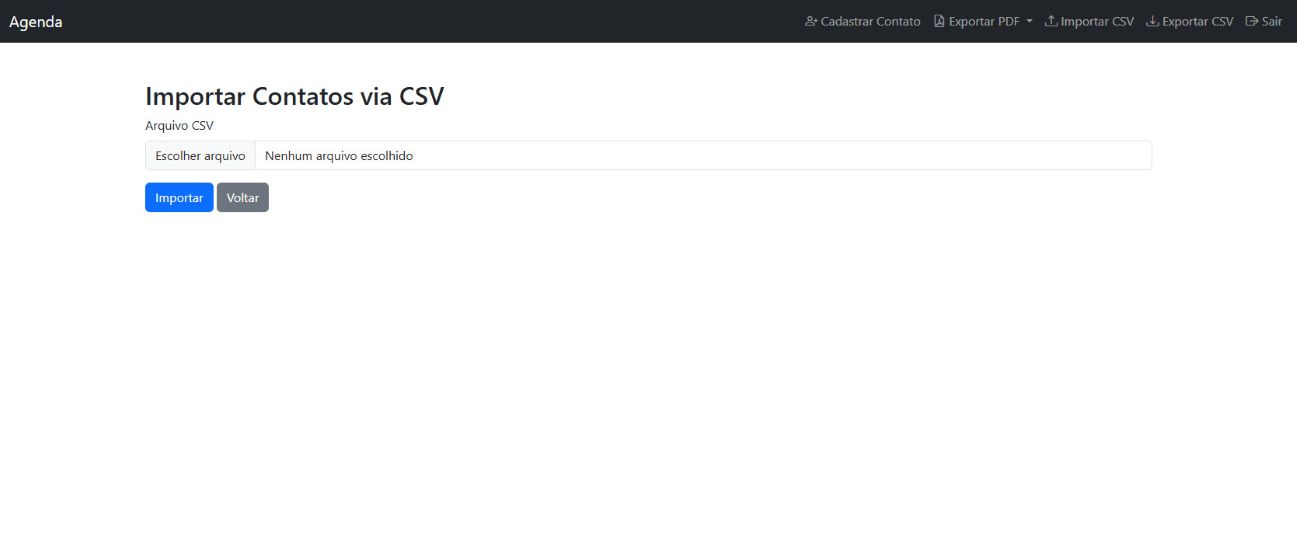 Agenda
Cadastrar Contato Exportar PDF Importar CSV Exportar CSV Sair
Importar Contatos via CSV
Arquivo CSV
Escolher arquivo Nenhum arquivo escolhido
Importar Voltar